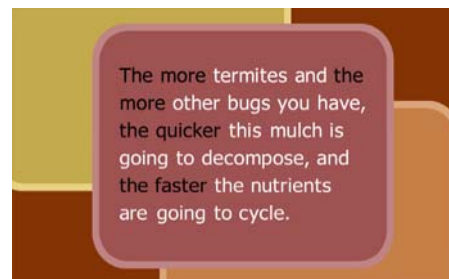 The more termites and the
more other bugs you have,
the quicker this mulch is
going to decompose, and
the faster the nutrients
are going to cycle.